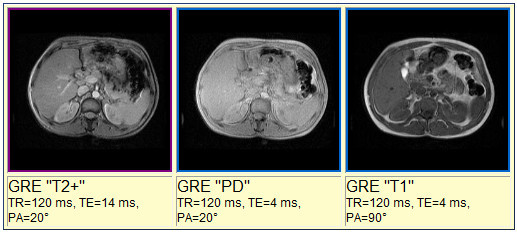 GRE "T2+"
TR=120 ms, TE=14 ms,
PA=20°
GRE "PD"
TR=120 ms, TE=4 ms,
PA=20°
GRE "T1"
TR=120 ms, TE=4 ms,
PA=90°